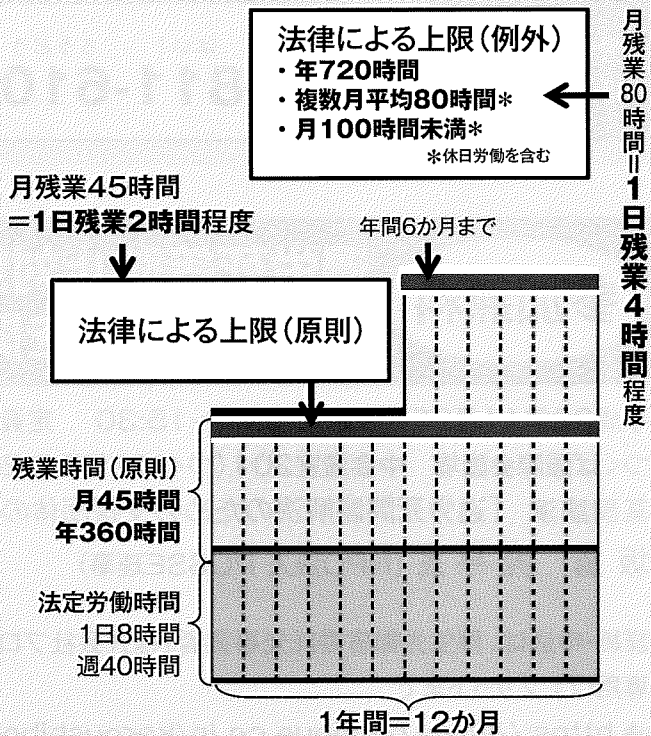 法律による上限(例外)
・年720時間
・複数月平均80時間*
・月100時間未満*
*休日労働を含む
月残業80時間=1日残業4時間程度
月残業45時間
=1日残業2時間程度
年間6か月まで
法律による上限(原則)
残業時間(原則)
月45時間
年360時間
法定労働時間
1日8時間
週40時間
1年間=12か月